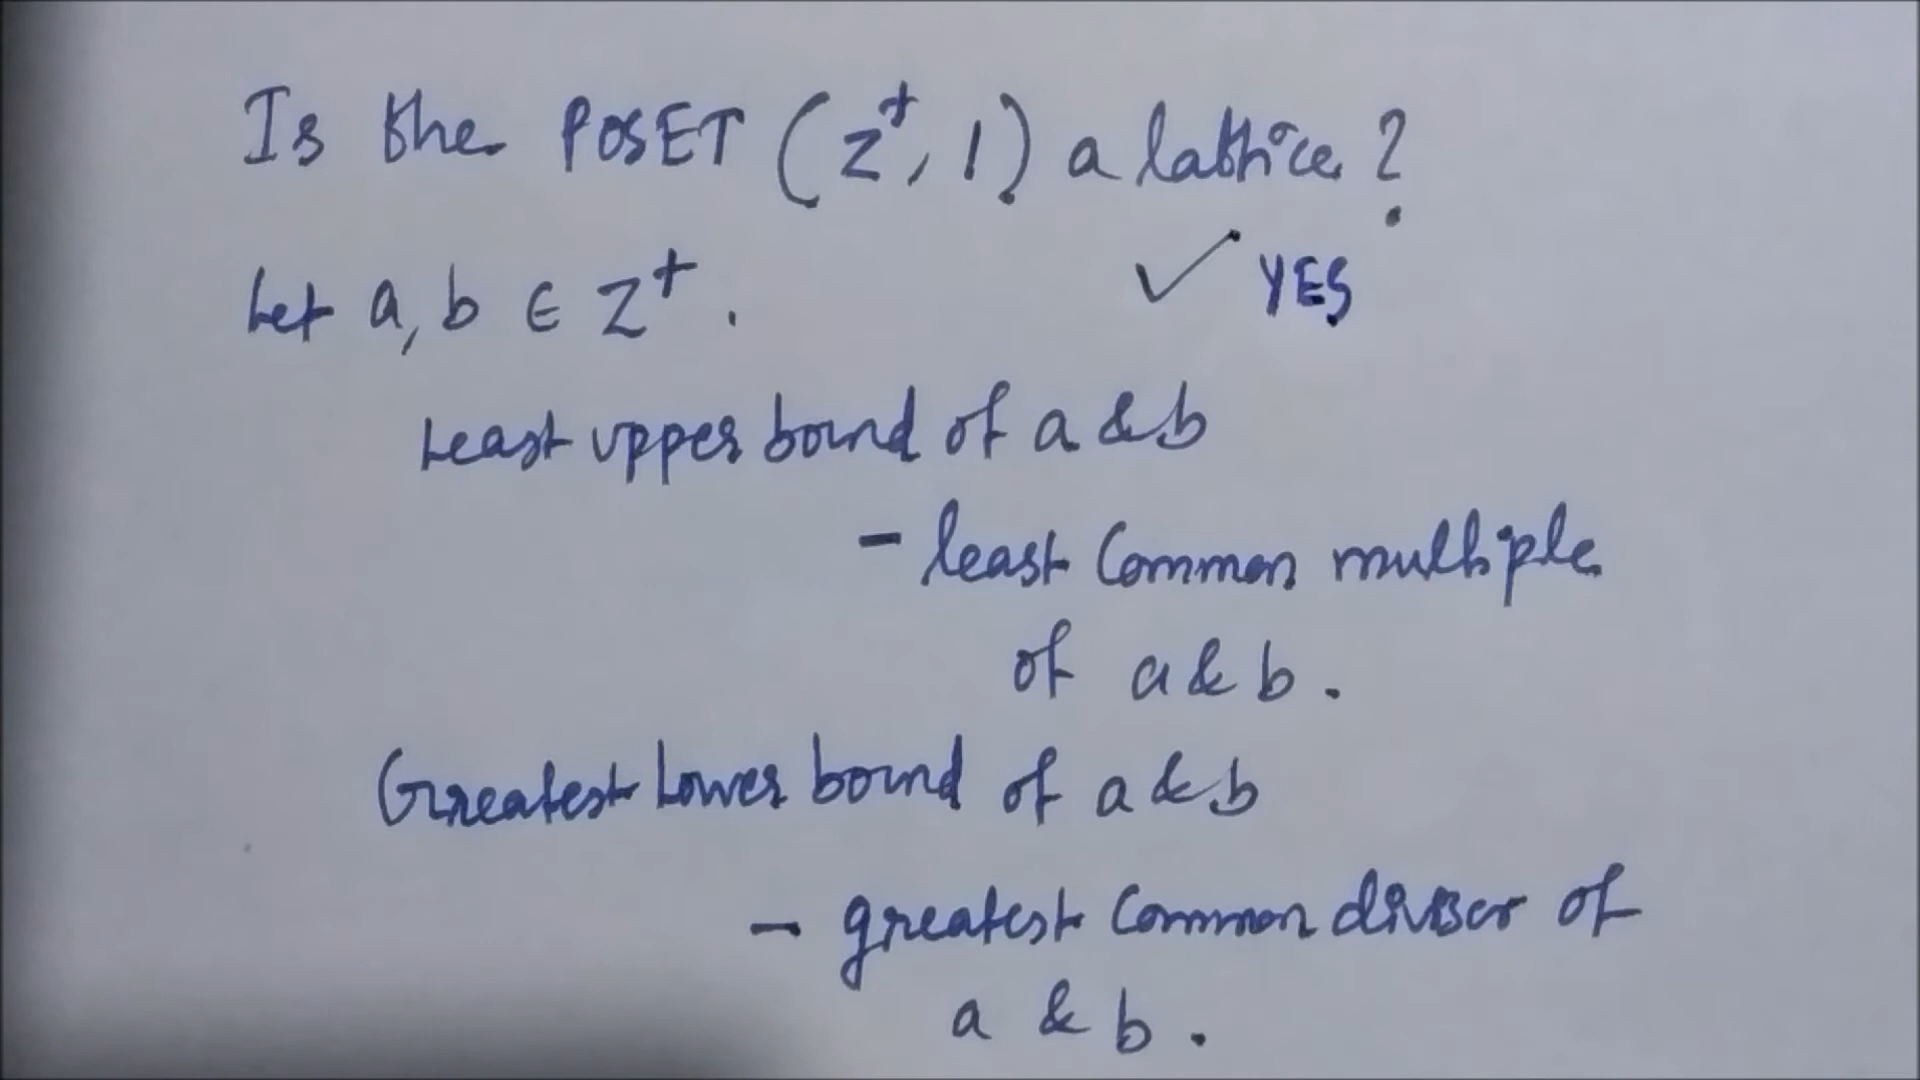 Is the POSET (Z⁺, |) a lattice?
Let a, b ∈ Z⁺. ✓ YES
Least upper bound of a & b
- least common multiple
of a & b.
Greatest Lower bound of a & b
- greatest common divisor of
a & b.